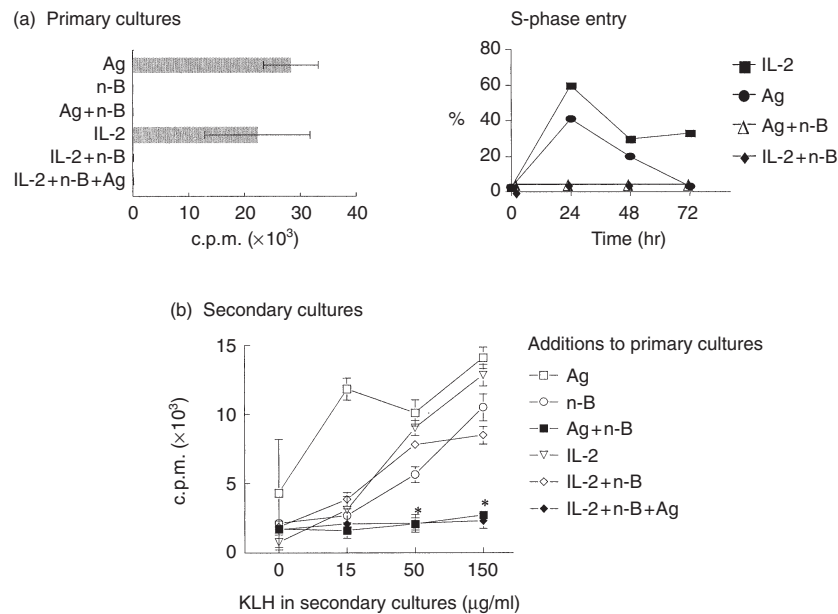 (a) Primary cultures
Ag
n-B
Ag+n-B
IL-2
IL-2+n-B
IL-2+n-B+Ag
0 10 20 30 40
c.p.m. (×10³)
S-phase entry
80
60
%
40
20
0
0 24 48 72
Time (hr)
IL-2
Ag
Ag+n-B
IL-2+n-B
(b) Secondary cultures
15
10
5
0
c.p.m. (×10³)
* *
0 15 50 150
KLH in secondary cultures (µg/ml)
Additions to primary cultures
Ag
n-B
Ag+n-B
IL-2
IL-2+n-B
IL-2+n-B+Ag